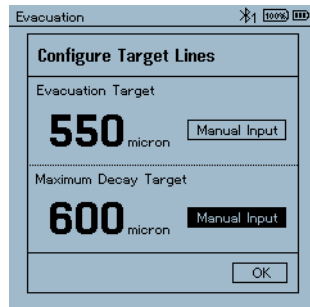 Evacuation 1 100%
Configure Target Lines
Evacuation Target
550 micron Manual Input
Maximum Decay Target
600 micron Manual Input
OK